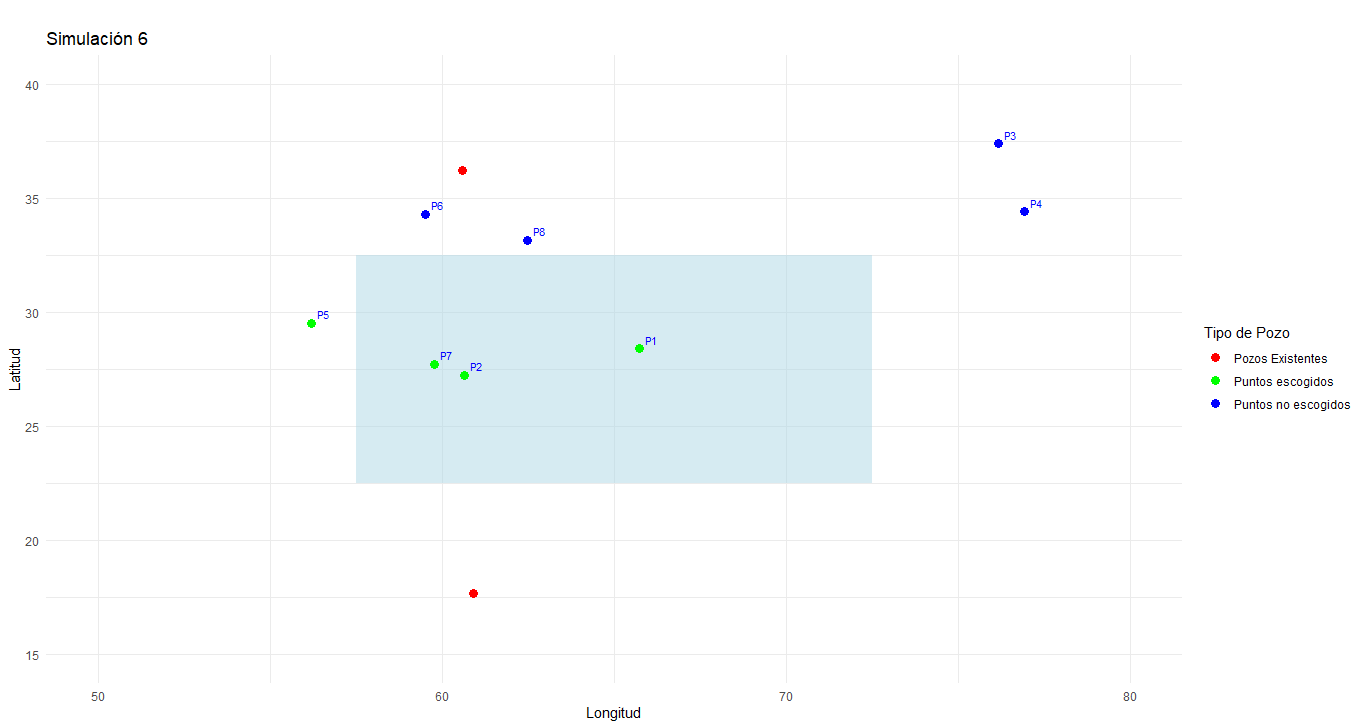 Simulación 6
40
35
30
25
20
15
Latitud
P3
P4
P6
P8
P5
P1
P7
P2
50
60
70
80
Longitud
Tipo de Pozo
Pozos Existentes
Puntos escogidos
Puntos no escogidos